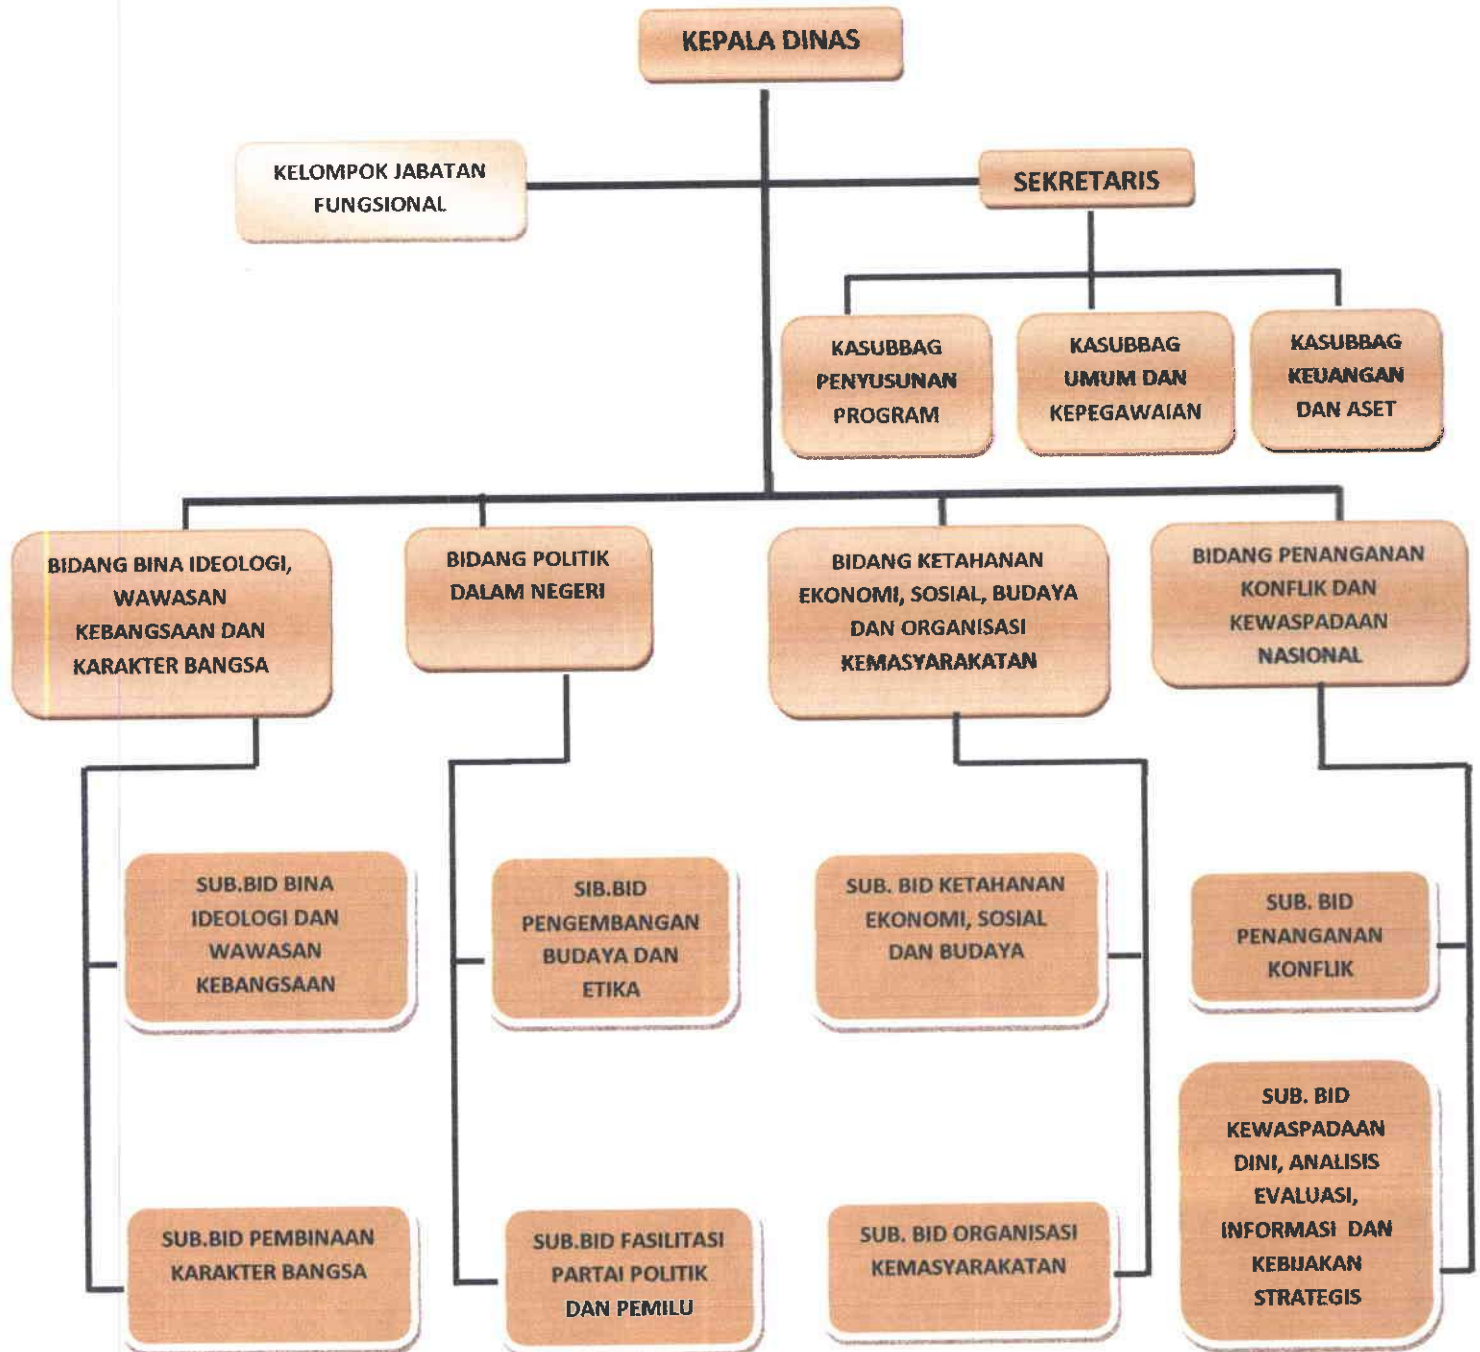 KEPALA DINAS
KELOMPOK JABATAN
FUNGSIONAL
SEKRETARIS
KASUBBAG
PENYUSUNAN
PROGRAM
KASUBBAG
UMUM DAN
KEPEGAWAIAN
KASUBBAG
KEUANGAN
DAN ASET
BIDANG BINA IDEOLOGI,
WAWASAN
KEBANGSAAN DAN
KARAKTER BANGSA
BIDANG POLITIK
DALAM NEGERI
BIDANG KETAHANAN
EKONOMI, SOSIAL, BUDAYA
DAN ORGANISASI
KEMASYARAKATAN
BIDANG PENANGANAN
KONFLIK DAN
KEWASPADAAN
NASIONAL
SUB.BID BINA
IDEOLOGI DAN
WAWASAN
KEBANGSAAN
SIB.BID
PENGEMBANGAN
BUDAYA DAN
ETIKA
SUB. BID KETAHANAN
EKONOMI, SOSIAL
DAN BUDAYA
SUB. BID
PENANGANAN
KONFLIK
SUB.BID PEMBINAAN
KARAKTER BANGSA
SUB.BID FASILITASI
PARTAI POLITIK
DAN PEMILU
SUB. BID ORGANISASI
KEMASYARAKATAN
SUB. BID
KEWASPADAAN
DINI, ANALISIS
EVALUASI,
INFORMASI DAN
KEBIJAKAN
STRATEGIS